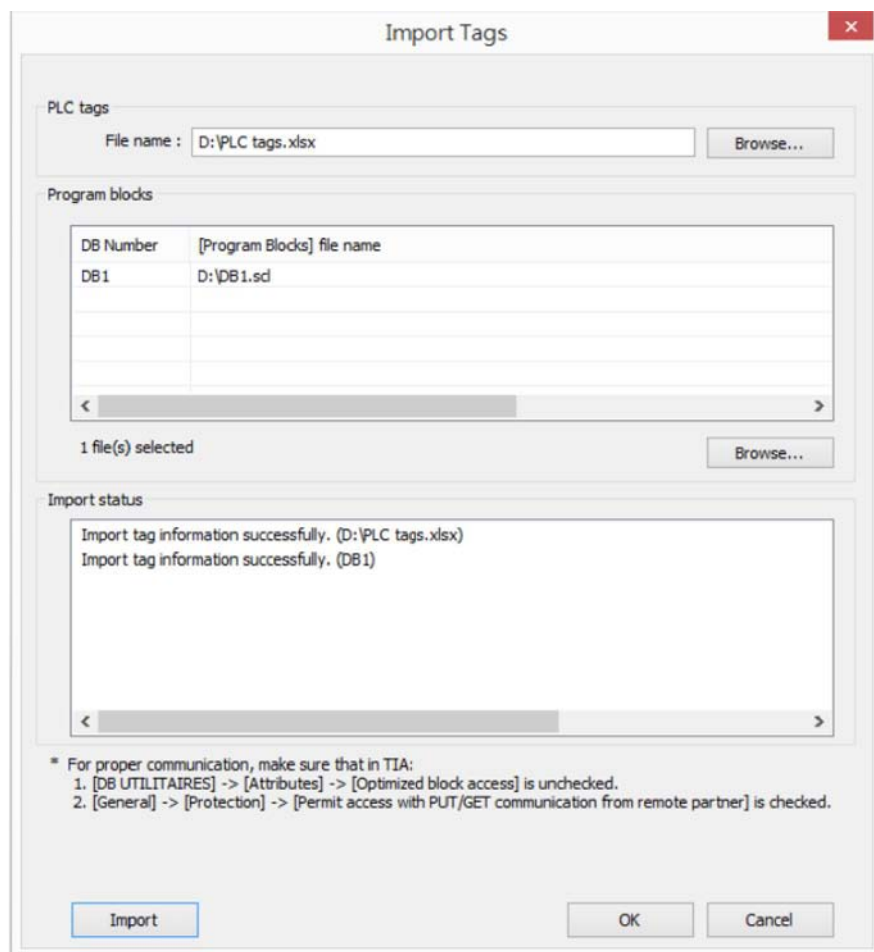 Import Tags
PLC tags
File name : D:\PLC tags.xlsx Browse...
Program blocks
DB Number [Program Blocks] file name
DB1 D:\DB1.scl
1 file(s) selected Browse...
Import status
Import tag information successfully. (D:\PLC tags.xlsx)
Import tag information successfully. (DB1)
* For proper communication, make sure that in TIA:
1. [DB UTILITAIRES] -> [Attributes] -> [Optimized block access] is unchecked.
2. [General] -> [Protection] -> [Permit access with PUT/GET communication from remote partner] is checked.
Import OK Cancel